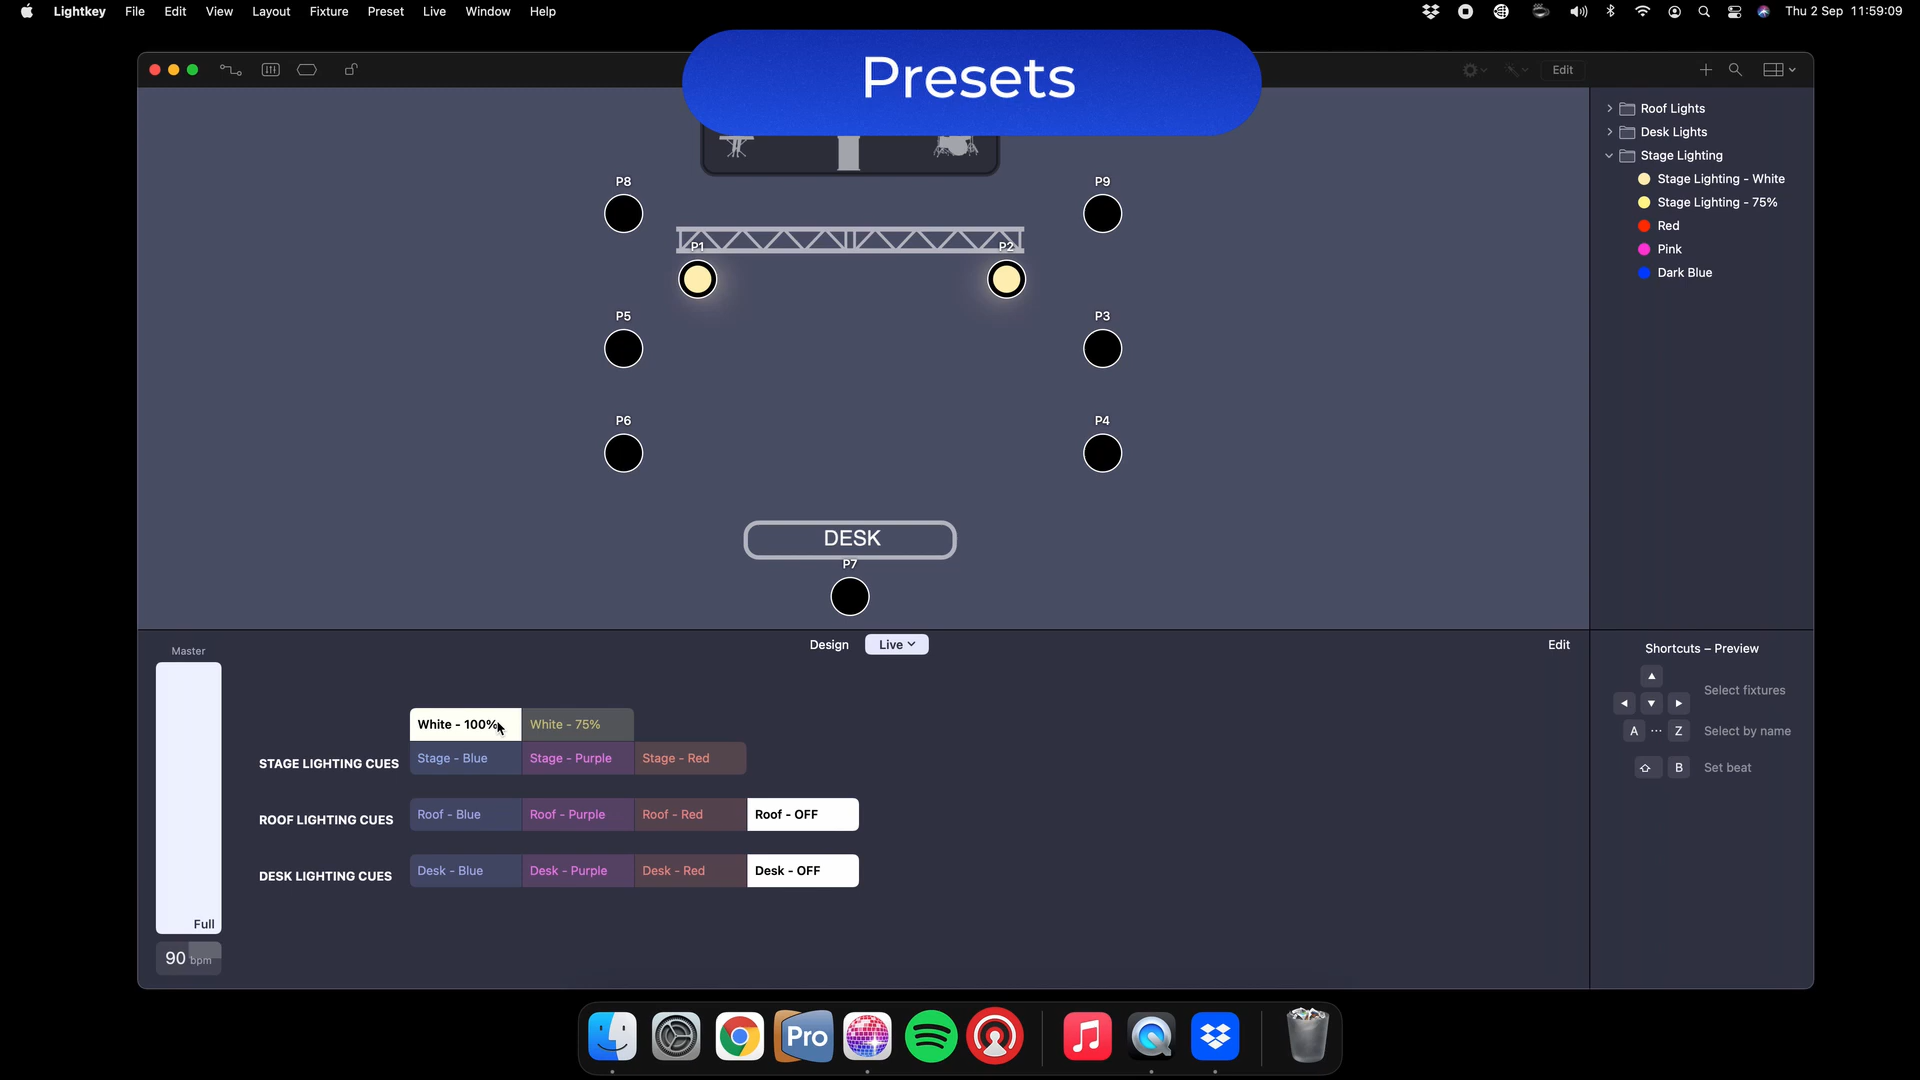 Lightkey File Edit View Layout Fixture Preset Live Window Help Thu 2 Sep 11:59:09
Presets
Edit
P8
P9
P1
P2
P5
P3
P6
P4
DESK
P7
Roof Lights
Desk Lights
Stage Lighting
Stage Lighting - White
Stage Lighting - 75%
Red
Pink
Dark Blue
Master
Design Live
Edit
White - 100% White - 75%
STAGE LIGHTING CUES Stage - Blue Stage - Purple Stage - Red
ROOF LIGHTING CUES Roof - Blue Roof - Purple Roof - Red Roof - OFF
DESK LIGHTING CUES Desk - Blue Desk - Purple Desk - Red Desk - OFF
Full
90 bpm
Shortcuts – Preview
Select fixtures
A ... Z Select by name
B Set beat
Pro